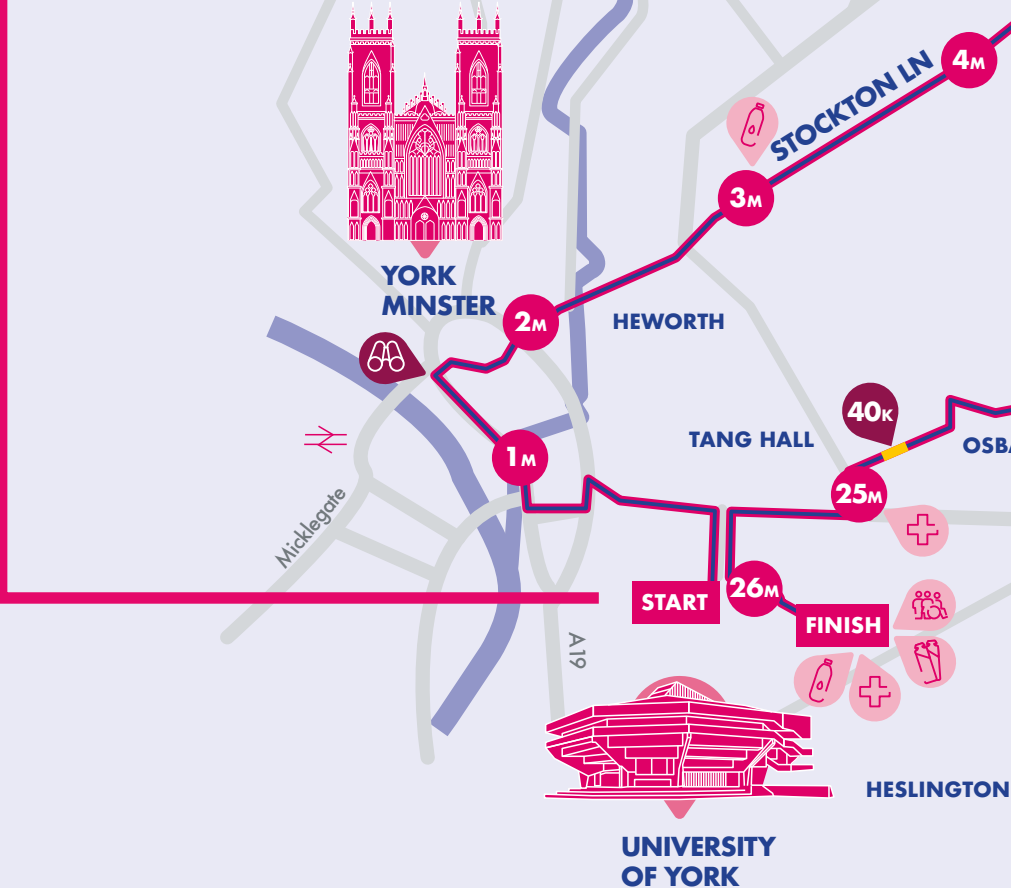 4M
STOCKTON LN
3M
YORK
MINSTER
2M
HEWORTH
40K
TANG HALL
OSBA
1M
25M
Micklegate
26M
START
FINISH
A19
HESLINGTON
UNIVERSITY
OF YORK